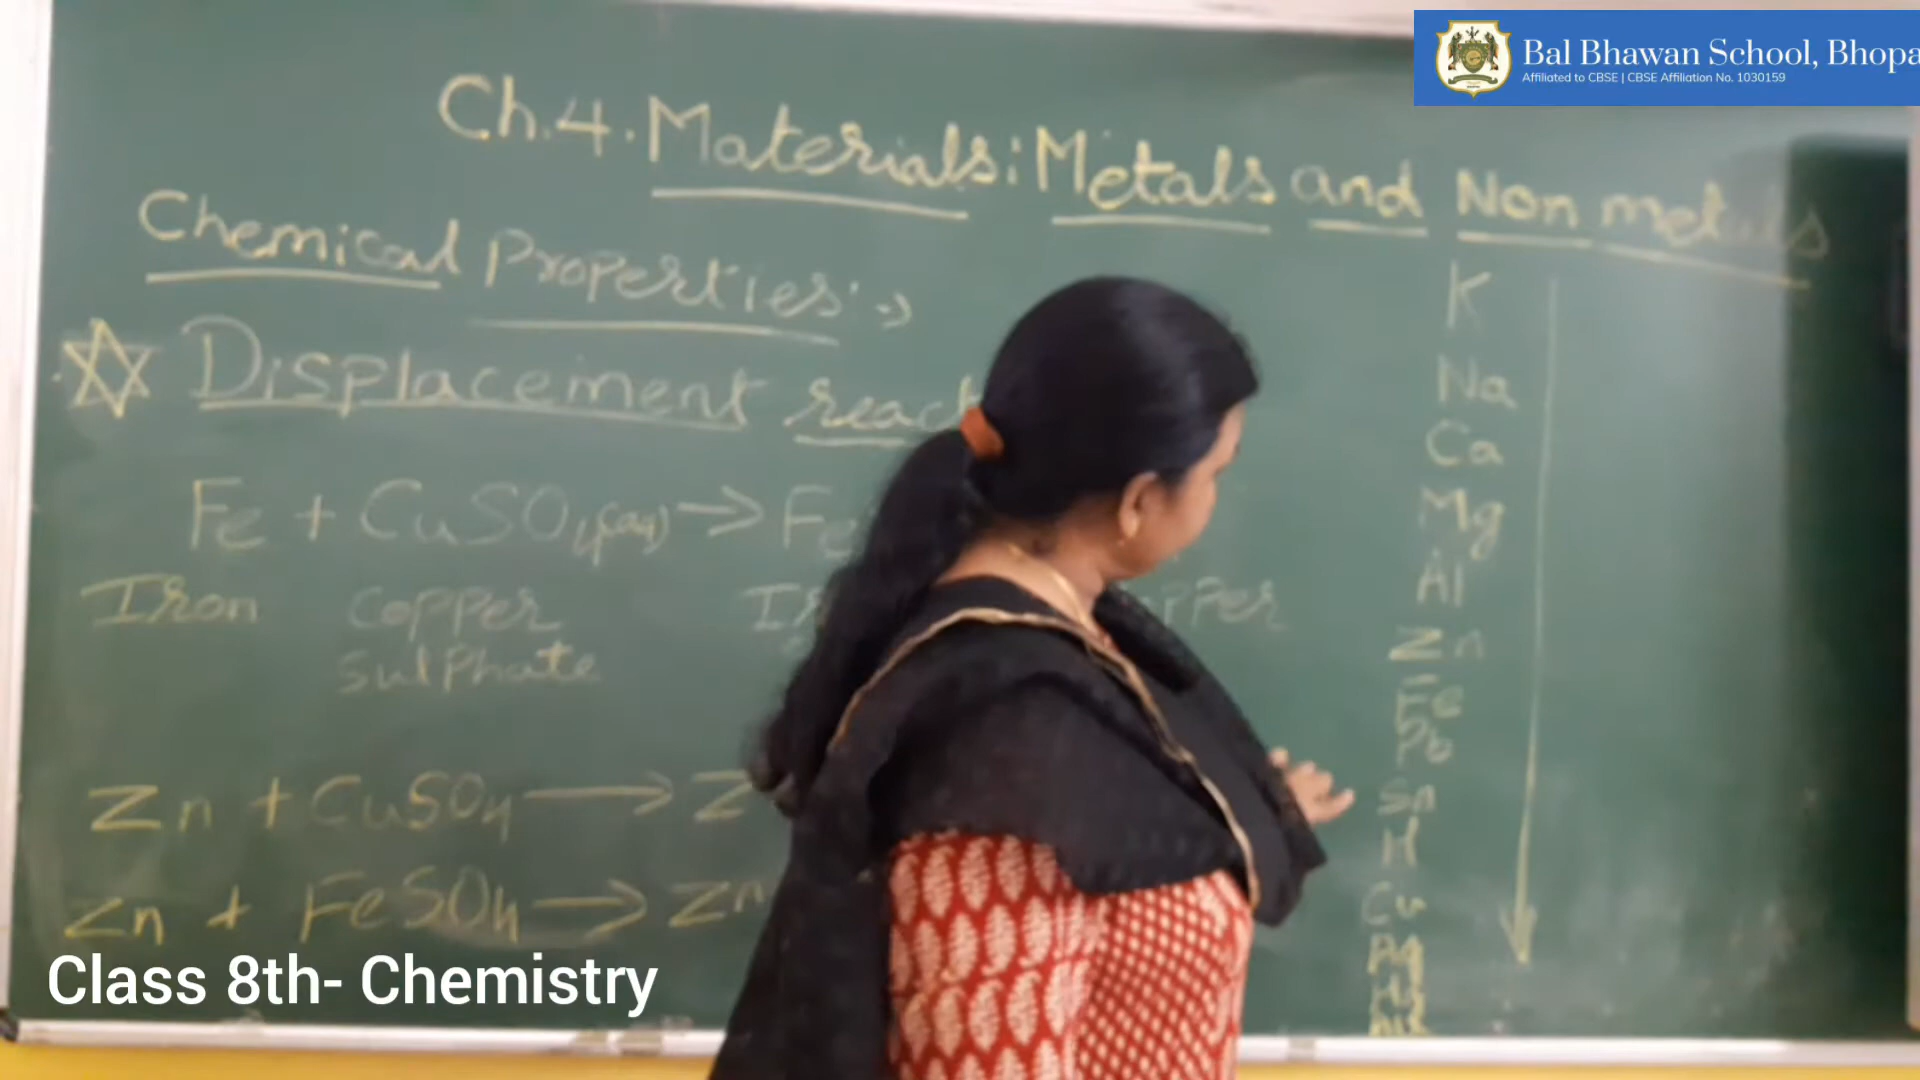 Bal Bhawan School, Bhopa
Affiliated to CBSE | CBSE Affiliation No. 1030159
Ch.4. Materials: Metals and Non metals
Chemical Properties:→
Displacement reac
Fe + CuSO4(aq) → Fe
Iron Copper sulphate
Zn + CuSO4 → Z
Zn + FeSO4 → Zn
K
Na
Ca
Mg
Al
Zn
Fe
Pb
Sn
H
Cu
Class 8th- Chemistry